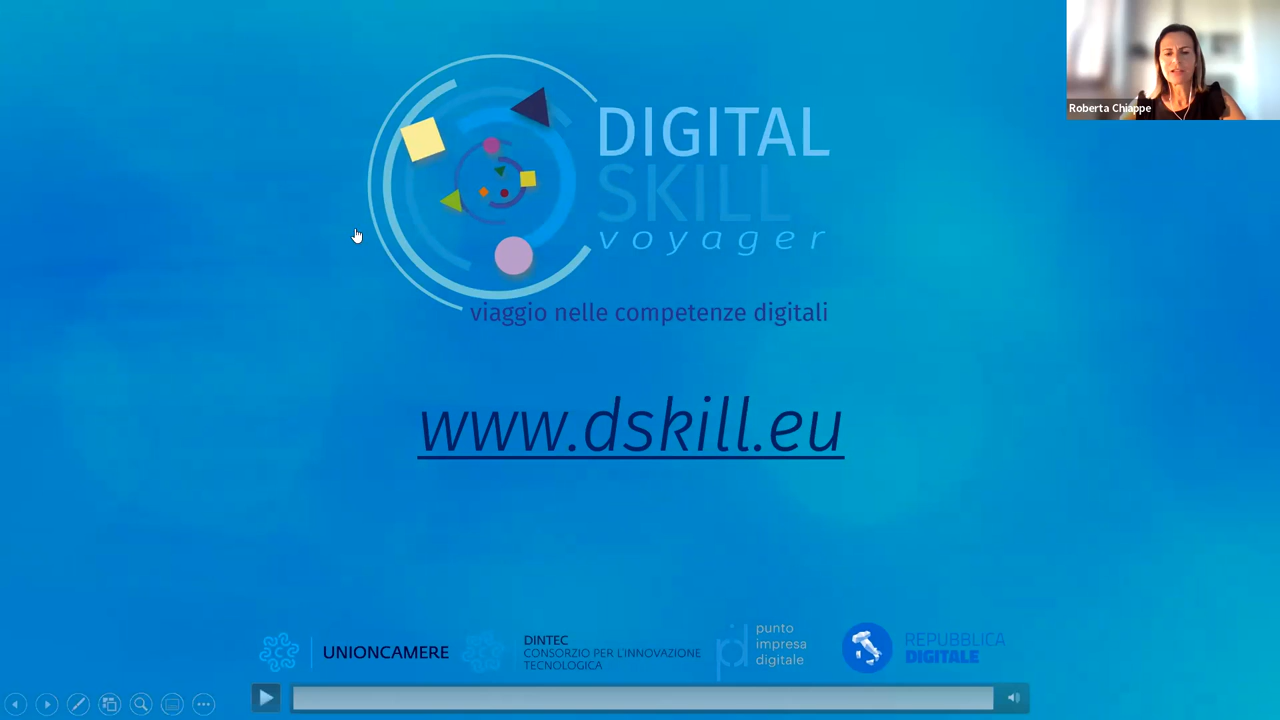 Roberta Chiappe
DIGITAL
SKILL
voyager
viaggio nelle competenze digitali
www.dskill.eu
UNIONCAMERE
DINTEC
CONSORZIO PER L'INNOVAZIONE
TECNOLOGICA
pid
punto
impresa
digitale
REPUBBLICA
DIGITALE